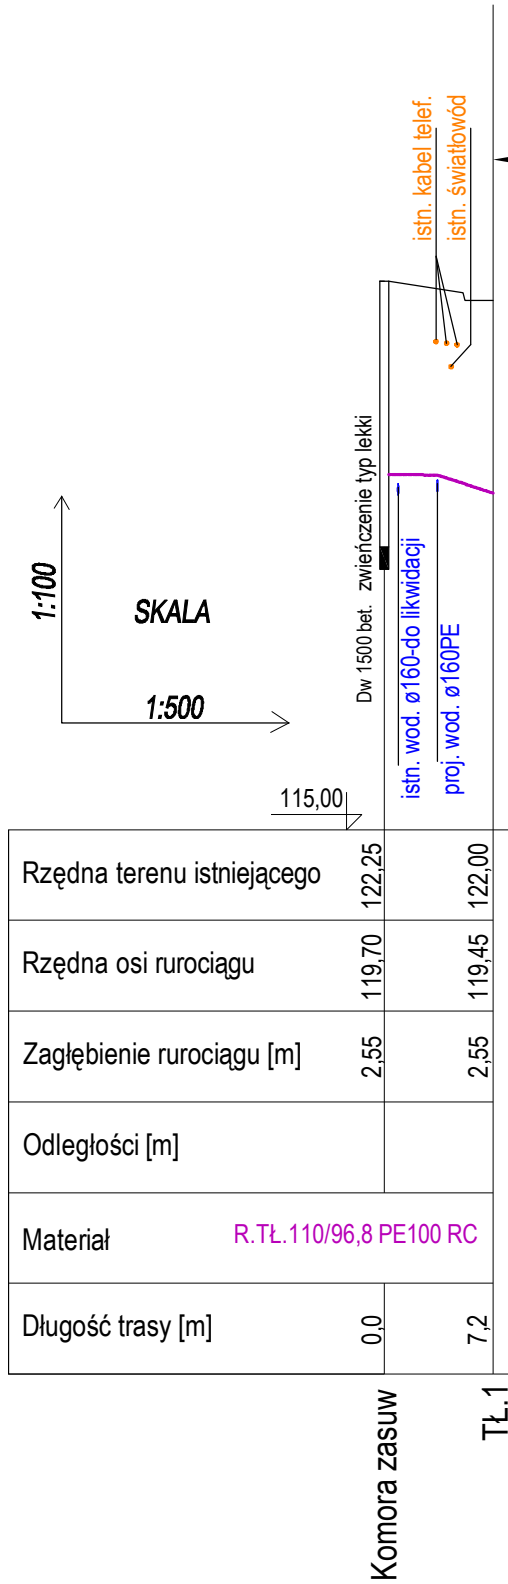 istn. kabel telef.
istn. światłowód
Dw 1500 bet. zwieńczenie typ lekki
1:100
SKALA
1:500
istn. wod. ø160-do likwidacji
proj. wod. ø160PE
115,00
Rzędna terenu istniejącego 122,25 122,00
Rzędna osi rurociągu 119,70 119,45
Zagłębienie rurociągu [m] 2,55 2,55
Odległości [m]
Materiał R.TŁ.110/96,8 PE100 RC
Długość trasy [m] 0,0 7,2
Komora zasuw
TŁ.1